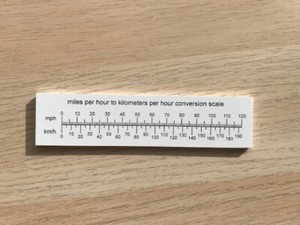 miles per hour to kilometers per hour conversion scale
mph 0 10 20 30 40 50 60 70 80 90 100 110 120
km/h 0 10 20 30 40 50 60 70 80 90 100 110 120 130 140 150 160 170 180 190